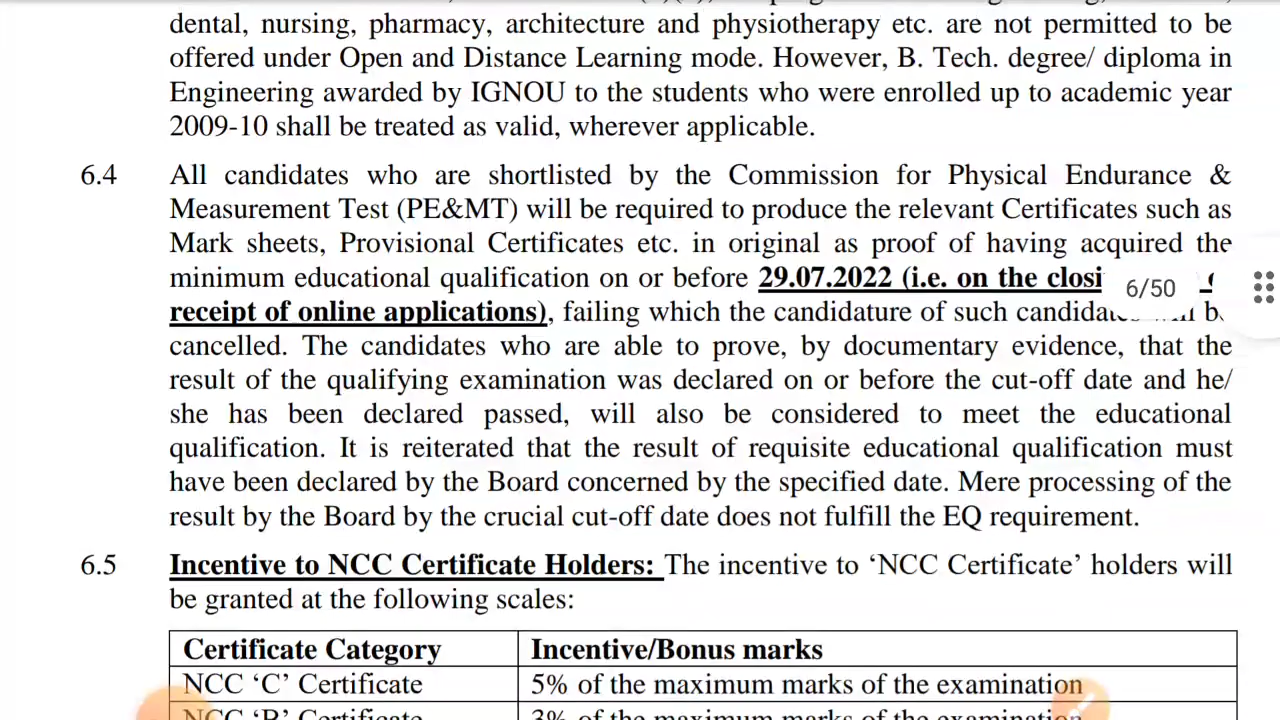 dental, nursing, pharmacy, architecture and physiotherapy etc. are not permitted to be
offered under Open and Distance Learning mode. However, B. Tech. degree/ diploma in
Engineering awarded by IGNOU to the students who were enrolled up to academic year
2009-10 shall be treated as valid, wherever applicable.
6.4 All candidates who are shortlisted by the Commission for Physical Endurance &
Measurement Test (PE&MT) will be required to produce the relevant Certificates such as
Mark sheets, Provisional Certificates etc. in original as proof of having acquired the
minimum educational qualification on or before 29.07.2022 (i.e. on the
6/50
receipt of online applications), failing which the candidature of such
cancelled. The candidates who are able to prove, by documentary evidence, that the
result of the qualifying examination was declared on or before the cut-off date and he/
she has been declared passed, will also be considered to meet the educational
qualification. It is reiterated that the result of requisite educational qualification must
have been declared by the Board concerned by the specified date. Mere processing of the
result by the Board by the crucial cut-off date does not fulfill the EQ requirement.
6.5 Incentive to NCC Certificate Holders: The incentive to ‘NCC Certificate’ holders will
be granted at the following scales:
Certificate Category Incentive/Bonus marks
NCC ‘C’ Certificate 5% of the maximum marks of the examination
NCC ‘B’ Certificate 3% of the maximum marks of the examination